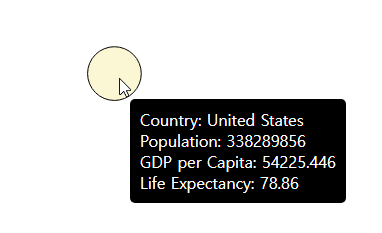 Country: United States
Population: 338289856
GDP per Capita: 54225.446
Life Expectancy: 78.86